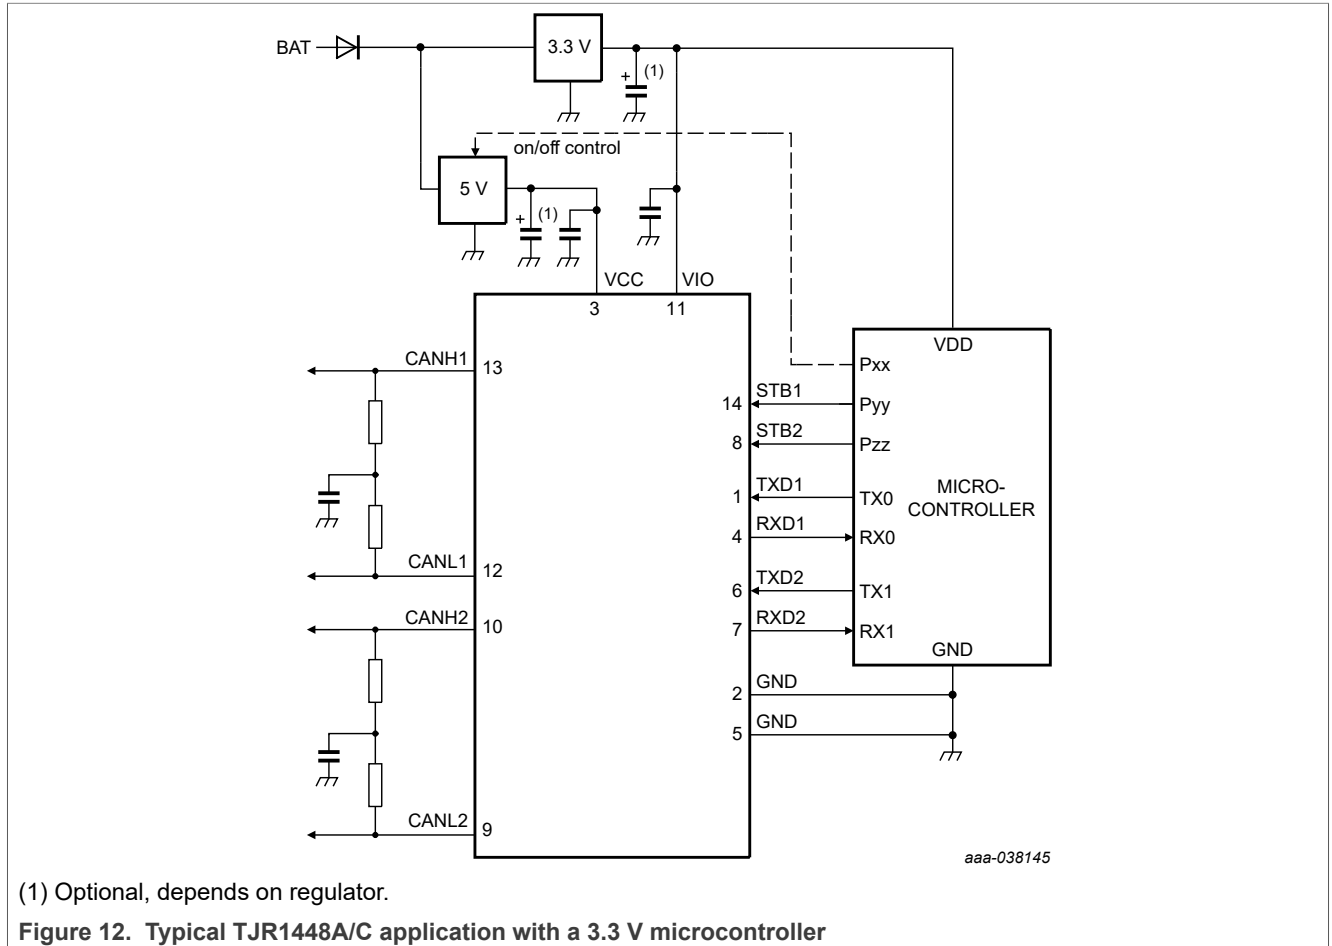 BAT
3.3 V
+
(1)
on/off control
5 V
+
(1)
VCC
VIO
3
11
VDD
CANH1
13
Pxx
14
STB1
Pyy
8
STB2
Pzz
1
TXD1
TX0
MICRO-
CONTROLLER
4
RXD1
RX0
CANL1
12
6
TXD2
TX1
CANH2
10
7
RXD2
RX1
GND
2
GND
5
GND
CANL2
9
aaa-038145
(1) Optional, depends on regulator.
Figure 12. Typical TJR1448A/C application with a 3.3 V microcontroller